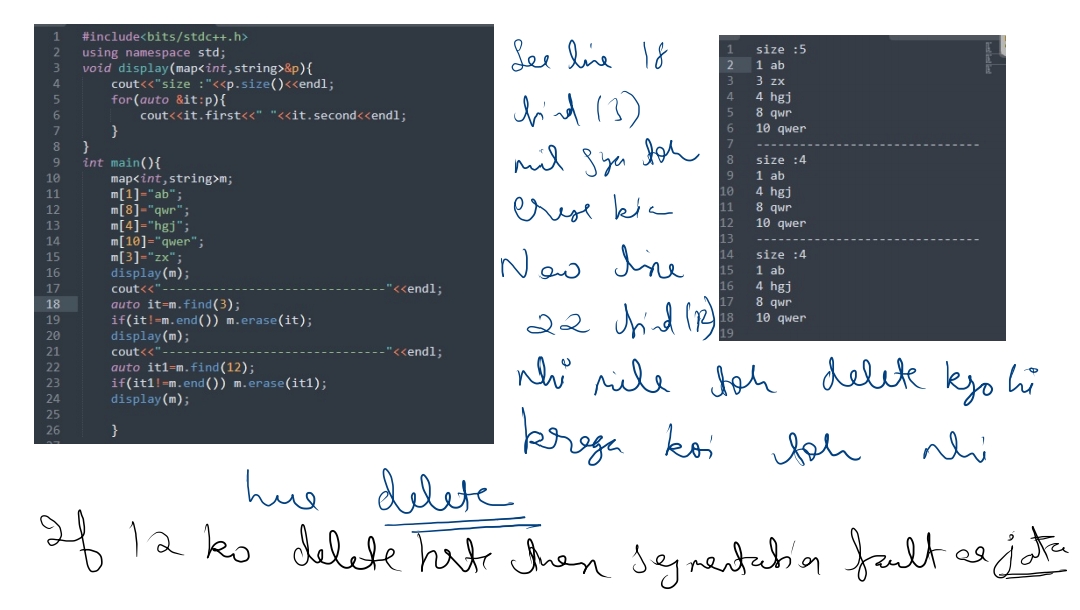 1 #include<bits/stdc++.h>
2 using namespace std;
3 void display(map<int,string>&p){
4 cout<<"size :"<<p.size()<<endl;
5 for(auto &it:p){
6 cout<<it.first<<" "<<it.second<<endl;
7 }
8 }
9 int main(){
10 map<int,string>m;
11 m[1]="ab";
12 m[8]="qwr";
13 m[4]="hgj";
14 m[10]="qwer";
15 m[3]="zx";
16 display(m);
17 cout<<"-------------------------------"<<endl;
18 auto it=m.find(3);
19 if(it!=m.end()) m.erase(it);
20 display(m);
21 cout<<"-------------------------------"<<endl;
22 auto it1=m.find(12);
23 if(it1!=m.end()) m.erase(it1);
24 display(m);
25
26 }
See line 18
find (3)
mil gya toh
erase kia
Now line
22 find(12)
nhi mile toh delete kyo hi
krega koi toh nhi
hue delete
If 12 ko delete krte then segmentation fault aa jata
1 size :5
2 1 ab
3 3 zx
4 4 hgj
5 8 qwr
6 10 qwer
7 -------------------------------
8 size :4
9 1 ab
10 4 hgj
11 8 qwr
12 10 qwer
13 -------------------------------
14 size :4
15 1 ab
16 4 hgj
17 8 qwr
18 10 qwer
19